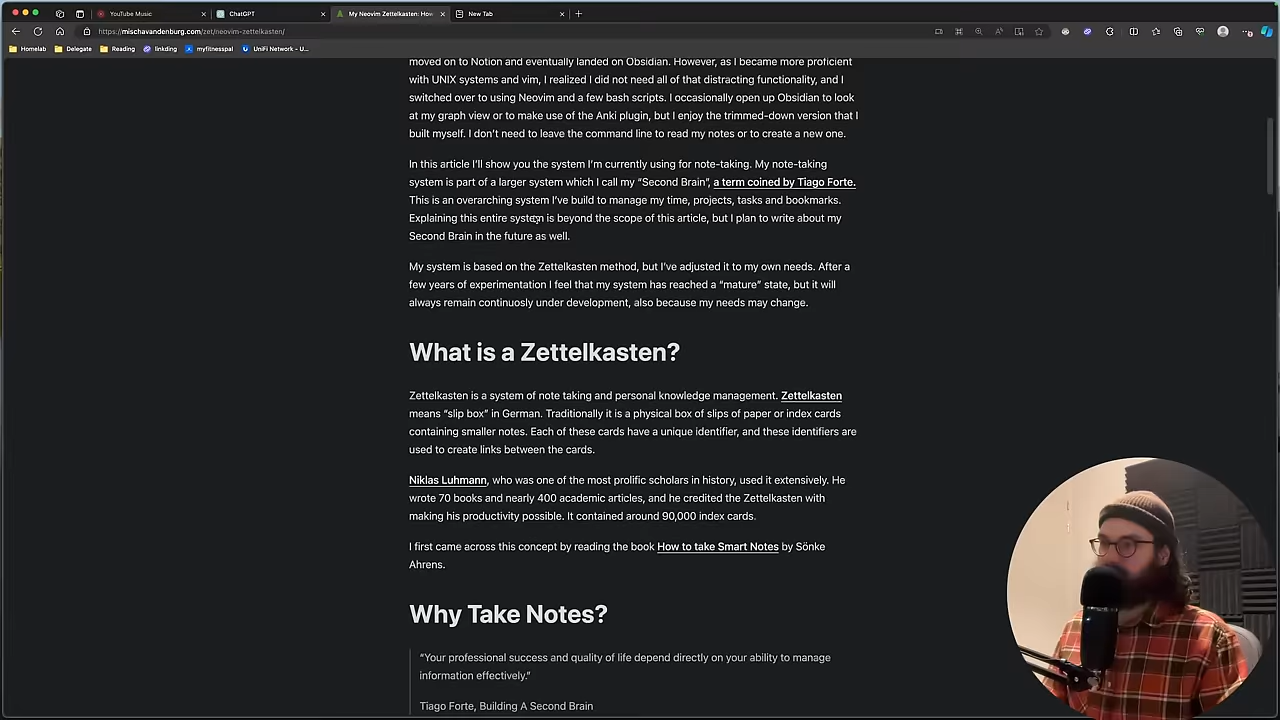 YouTube Music
ChatGPT
My Neovim Zettelkasten: How
New Tab
https://mischavandenburg.com/zet/neovim-zettelkasten/
Homelab
Delegate
Reading
linkding
myfitnesspal
UniFi Network - U...
moved on to Notion and eventually landed on Obsidian. However, as I became more proficient
with UNIX systems and vim, I realized I did not need all of that distracting functionality, and I
switched over to using Neovim and a few bash scripts. I occasionally open up Obsidian to look
at my graph view or to make use of the Anki plugin, but I enjoy the trimmed-down version that I
built myself. I don’t need to leave the command line to read my notes or to create a new one.
In this article I’ll show you the system I’m currently using for note-taking. My note-taking
system is part of a larger system which I call my “Second Brain”, a term coined by Tiago Forte.
This is an overarching system I’ve build to manage my time, projects, tasks and bookmarks.
Explaining this entire system is beyond the scope of this article, but I plan to write about my
Second Brain in the future as well.
My system is based on the Zettelkasten method, but I’ve adjusted it to my own needs. After a
few years of experimentation I feel that my system has reached a “mature” state, but it will
always remain continuosly under development, also because my needs may change.
What is a Zettelkasten?
Zettelkasten is a system of note taking and personal knowledge management. Zettelkasten
means “slip box” in German. Traditionally it is a physical box of slips of paper or index cards
containing smaller notes. Each of these cards have a unique identifier, and these identifiers are
used to create links between the cards.
Niklas Luhmann, who was one of the most prolific scholars in history, used it extensively. He
wrote 70 books and nearly 400 academic articles, and he credited the Zettelkasten with
making his productivity possible. It contained around 90,000 index cards.
I first came across this concept by reading the book How to take Smart Notes by Sönke
Ahrens.
Why Take Notes?
“Your professional success and quality of life depend directly on your ability to manage
information effectively.”
Tiago Forte, Building A Second Brain